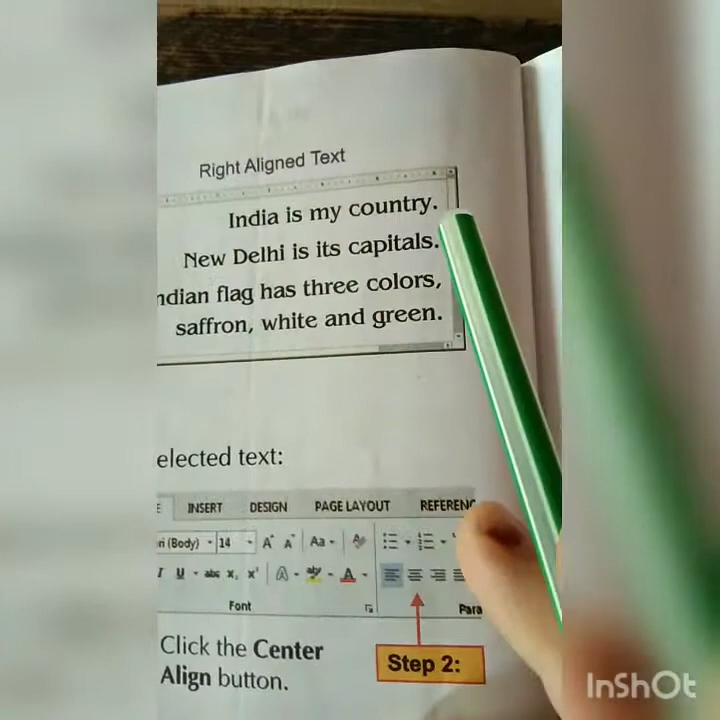 Right Aligned Text
India is my country.
New Delhi is its capitals.
ndian flag has three colors,
saffron, white and green.
elected text:
E INSERT DESIGN PAGE LAYOUT REFERENC
ri (Body) 14 A A Aa
I U abc X₂ X² A aby A
Font Para
Click the Center
Align button.
Step 2:
InShOt